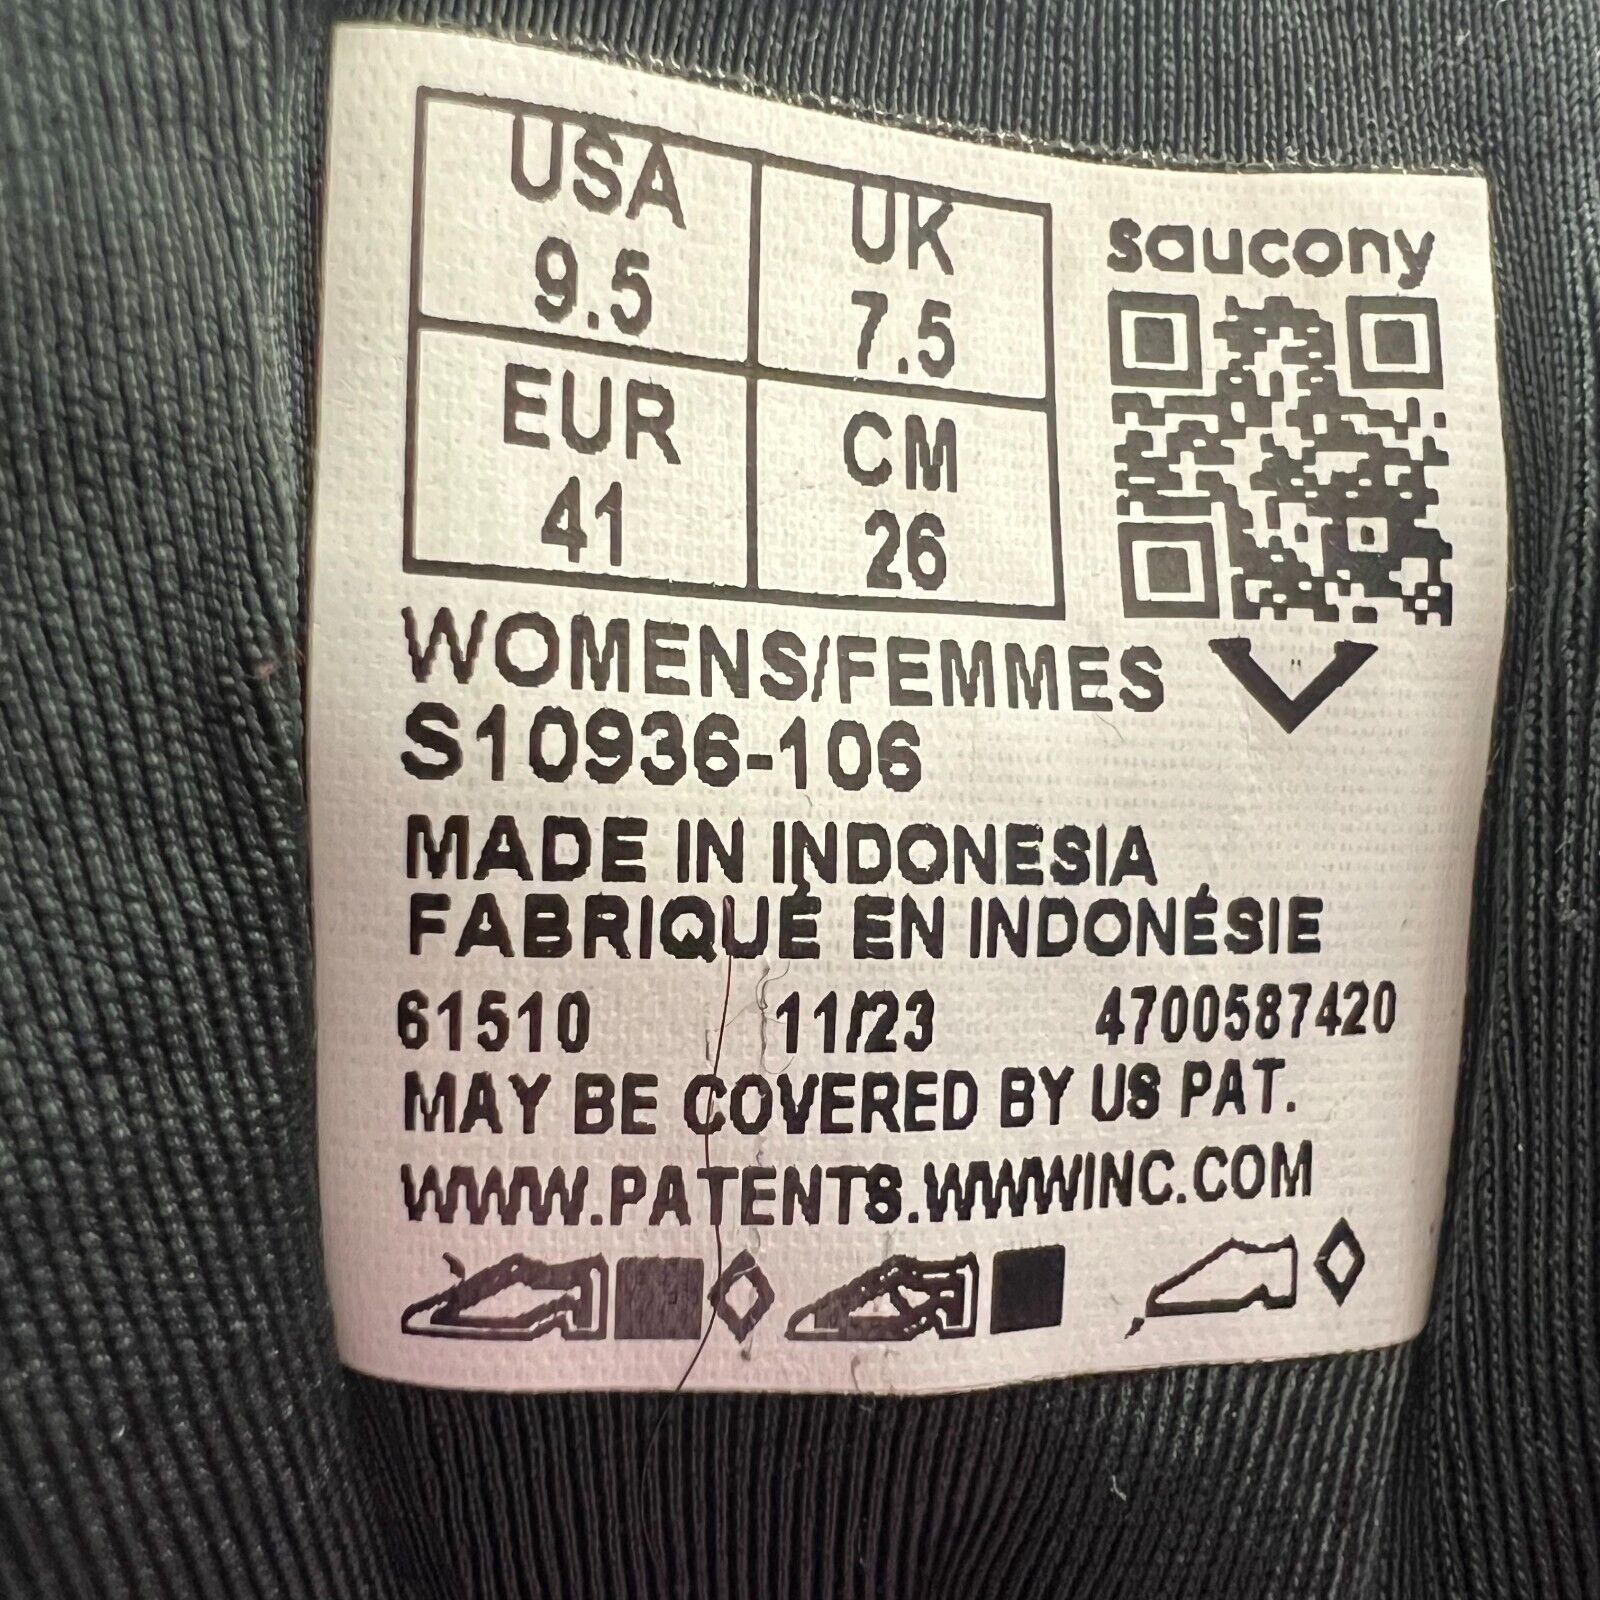 USA UK
9.5 7.5
EUR CM
41 26
saucony
WOMENS/FEMMES
S10936-106
MADE IN INDONESIA
FABRIQUÉ EN INDONÉSIE
61510 11/23 4700587420
MAY BE COVERED BY US PAT.
WWW.PATENTS.WWWINC.COM